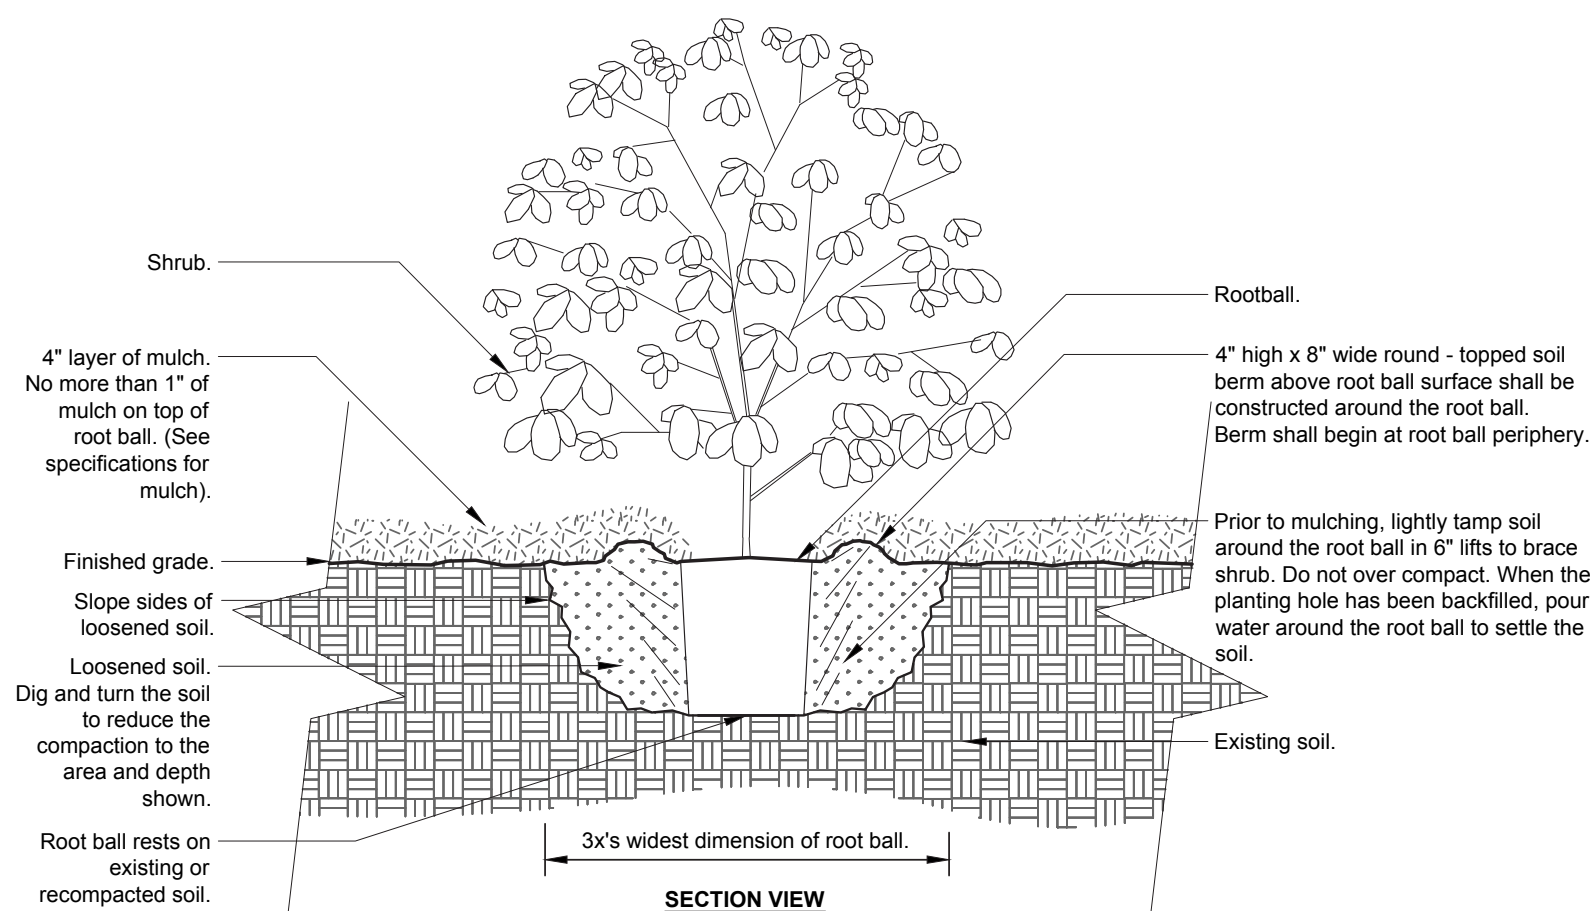 Shrub.
4" layer of mulch.
No more than 1" of
mulch on top of
root ball. (See
specifications for
mulch).
Finished grade.
Slope sides of
loosened soil.
Loosened soil.
Dig and turn the soil
to reduce the
compaction to the
area and depth
shown.
Root ball rests on
existing or
recompacted soil.
Rootball.
4" high x 8" wide round - topped soil
berm above root ball surface shall be
constructed around the root ball.
Berm shall begin at root ball periphery.
Prior to mulching, lightly tamp soil
around the root ball in 6" lifts to brace
shrub. Do not over compact. When the
planting hole has been backfilled, pour
water around the root ball to settle the
soil.
Existing soil.
3x's widest dimension of root ball.
SECTION VIEW